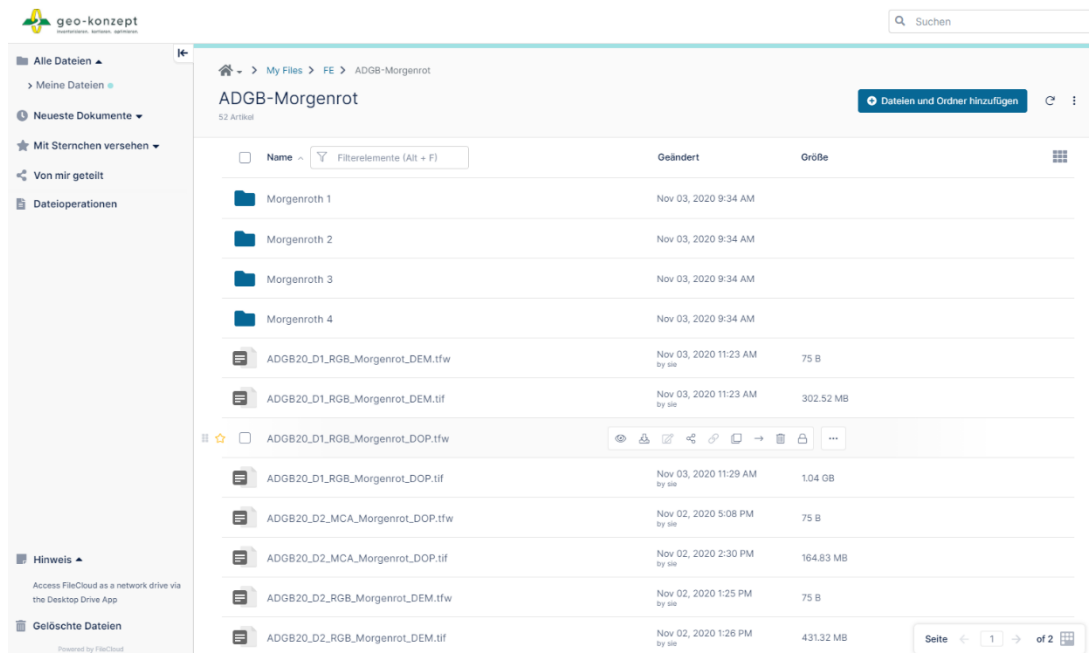 geo-konzept
Suchen
Alle Dateien
Meine Dateien
Neueste Dokumente
Mit Sternchen versehen
Von mir geteilt
Dateioperationen
My Files > FE > ADGB-Morgenrot
ADGB-Morgenrot
52 Artikel
Dateien und Ordner hinzufügen
Name Filterelemente (Alt + F) Geändert Größe
Morgenroth 1 Nov 03, 2020 9:34 AM
Morgenroth 2 Nov 03, 2020 9:34 AM
Morgenroth 3 Nov 03, 2020 9:34 AM
Morgenroth 4 Nov 03, 2020 9:34 AM
ADGB20_D1_RGB_Morgenrot_DEM.tfw Nov 03, 2020 11:23 AM 75 B
by sie
ADGB20_D1_RGB_Morgenrot_DEM.tif Nov 03, 2020 11:23 AM 302.52 MB
by sie
ADGB20_D1_RGB_Morgenrot_DOP.tfw
ADGB20_D1_RGB_Morgenrot_DOP.tif Nov 03, 2020 11:29 AM 1.04 GB
by sie
ADGB20_D2_MCA_Morgenrot_DOP.tfw Nov 02, 2020 5:08 PM 75 B
by sie
ADGB20_D2_MCA_Morgenrot_DOP.tif Nov 02, 2020 2:30 PM 164.83 MB
by sie
ADGB20_D2_RGB_Morgenrot_DEM.tfw Nov 02, 2020 1:25 PM 75 B
by sie
ADGB20_D2_RGB_Morgenrot_DEM.tif Nov 02, 2020 1:26 PM 431.32 MB
by sie
Hinweis
Access FileCloud as a network drive via
the Desktop Drive App
Gelöschte Dateien
Powered by FileCloud
Seite 1 of 2